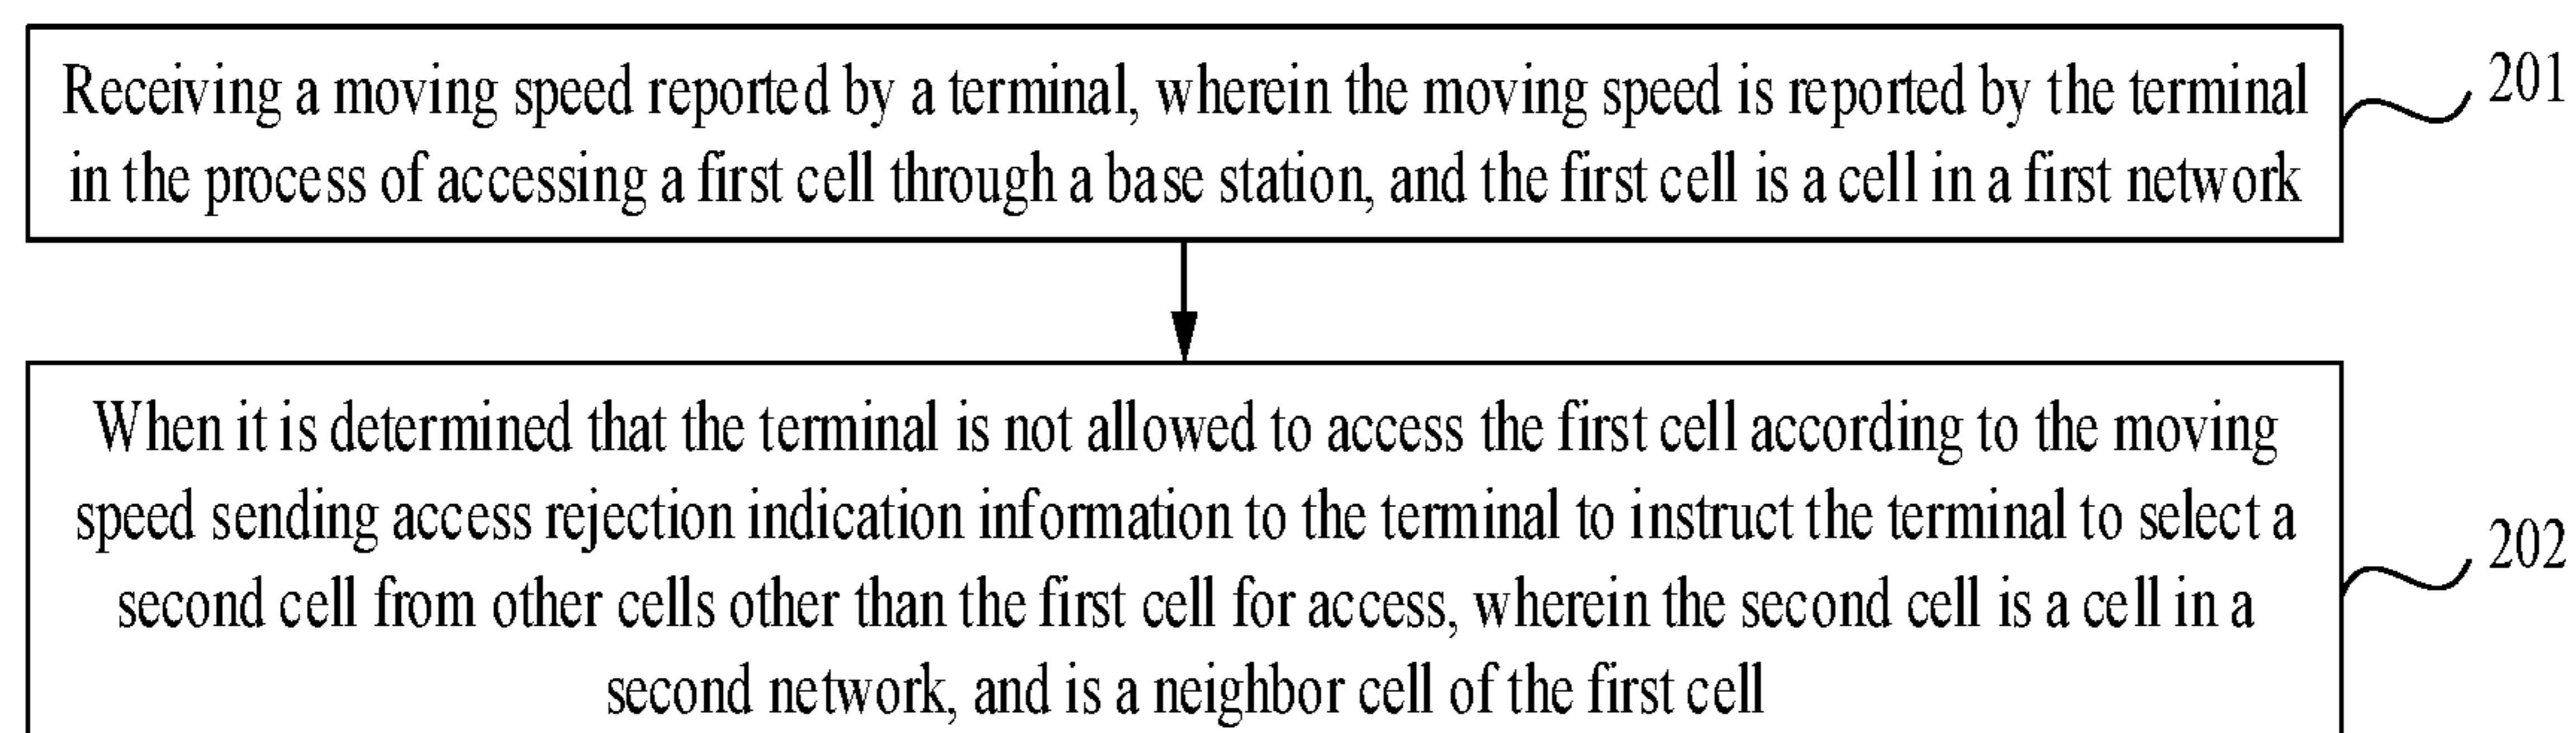 Receiving a moving speed reported by a terminal, wherein the moving speed is reported by the terminal
in the process of accessing a first cell through a base station, and the first cell is a cell in a first network
201
When it is determined that the terminal is not allowed to access the first cell according to the moving
speed sending access rejection indication information to the terminal to instruct the terminal to select a
second cell from other cells other than the first cell for access, wherein the second cell is a cell in a
second network, and is a neighbor cell of the first cell
202